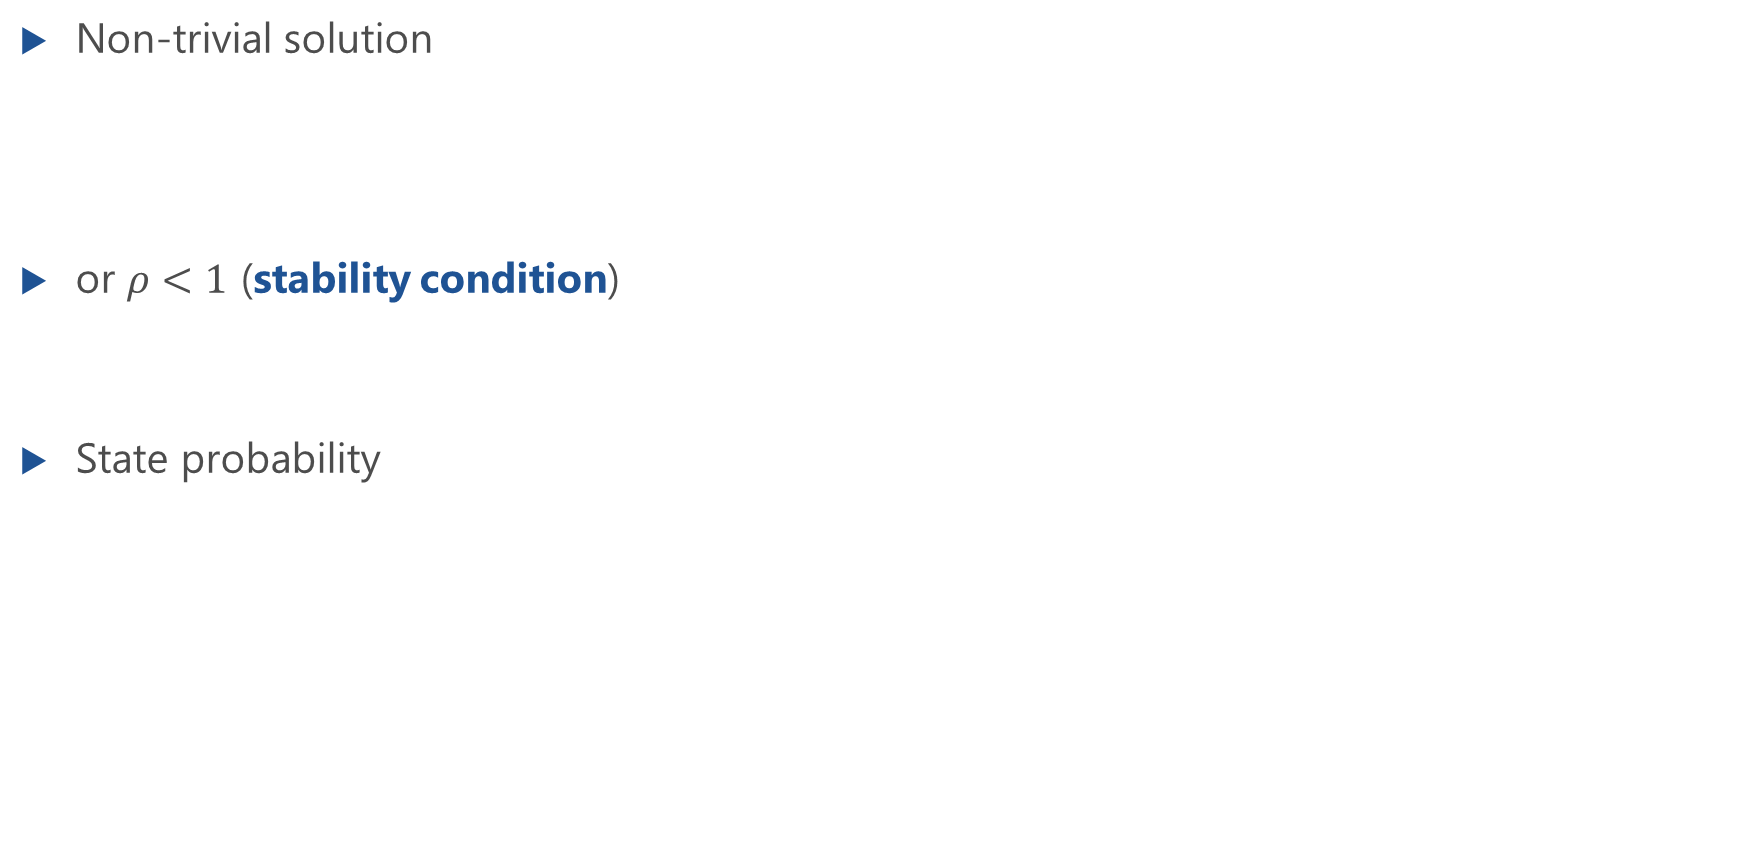 ▶ Non-trivial solution
▶ or ρ < 1 (stability condition)
▶ State probability